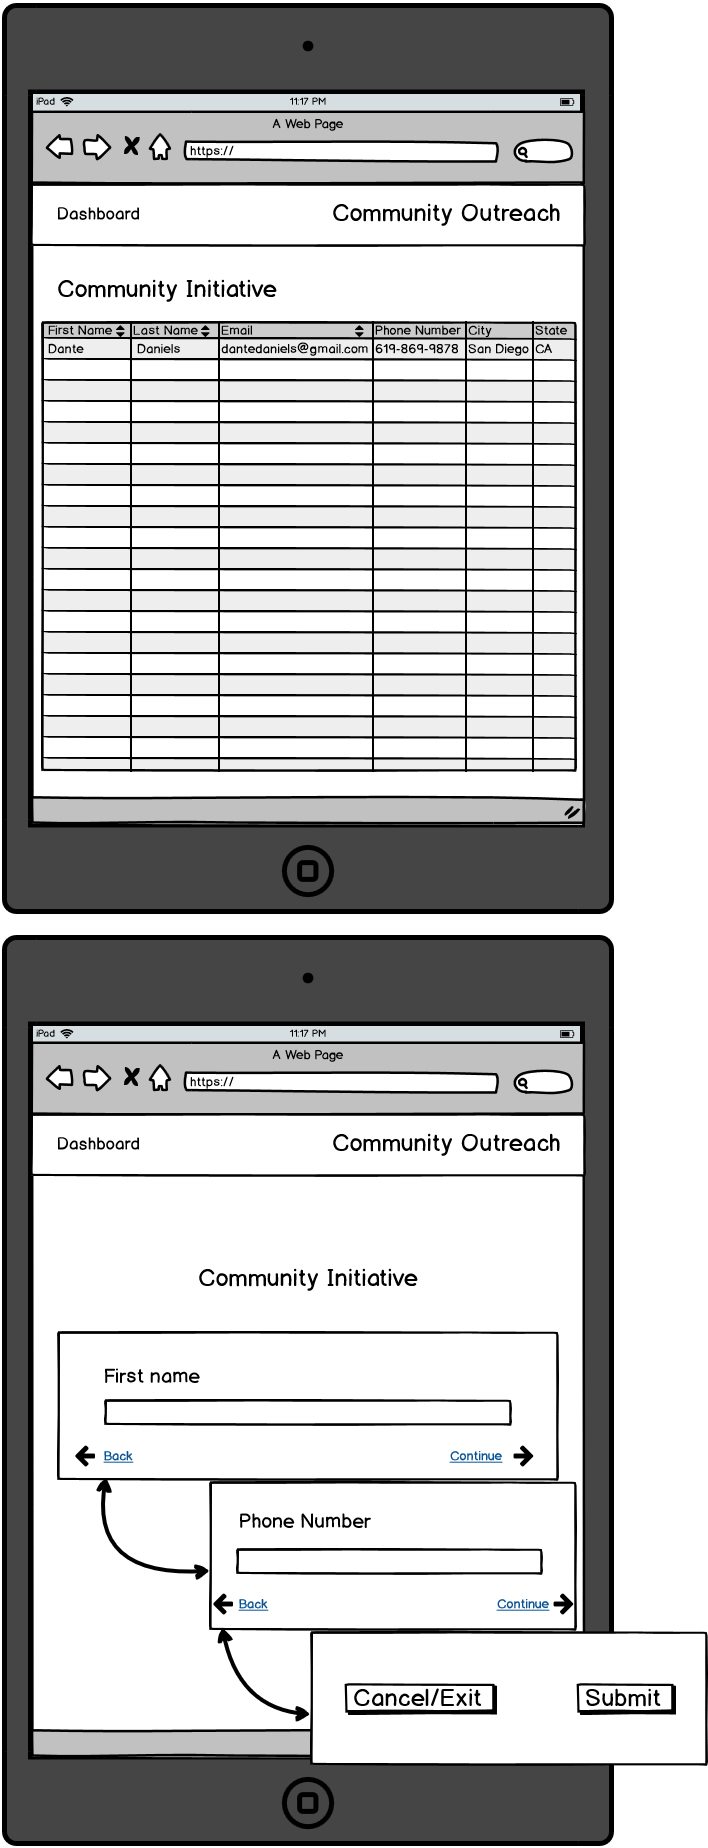 iPad 11:17 PM
A Web Page
https://
Dashboard Community Outreach
Community Initiative
First Name Last Name Email Phone Number City State
Dante Daniels dantedaniels@gmail.com 619-869-9878 San Diego CA
iPad 11:17 PM
A Web Page
https://
Dashboard Community Outreach
Community Initiative
First name
Back Continue
Phone Number
Back Continue
Cancel/Exit Submit